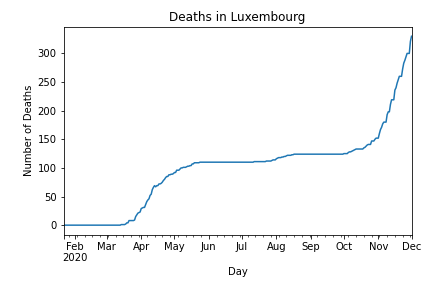 Deaths in Luxembourg
Number of Deaths
300
250
200
150
100
50
0
Feb Mar Apr May Jun Jul Aug Sep Oct Nov Dec
2020
Day